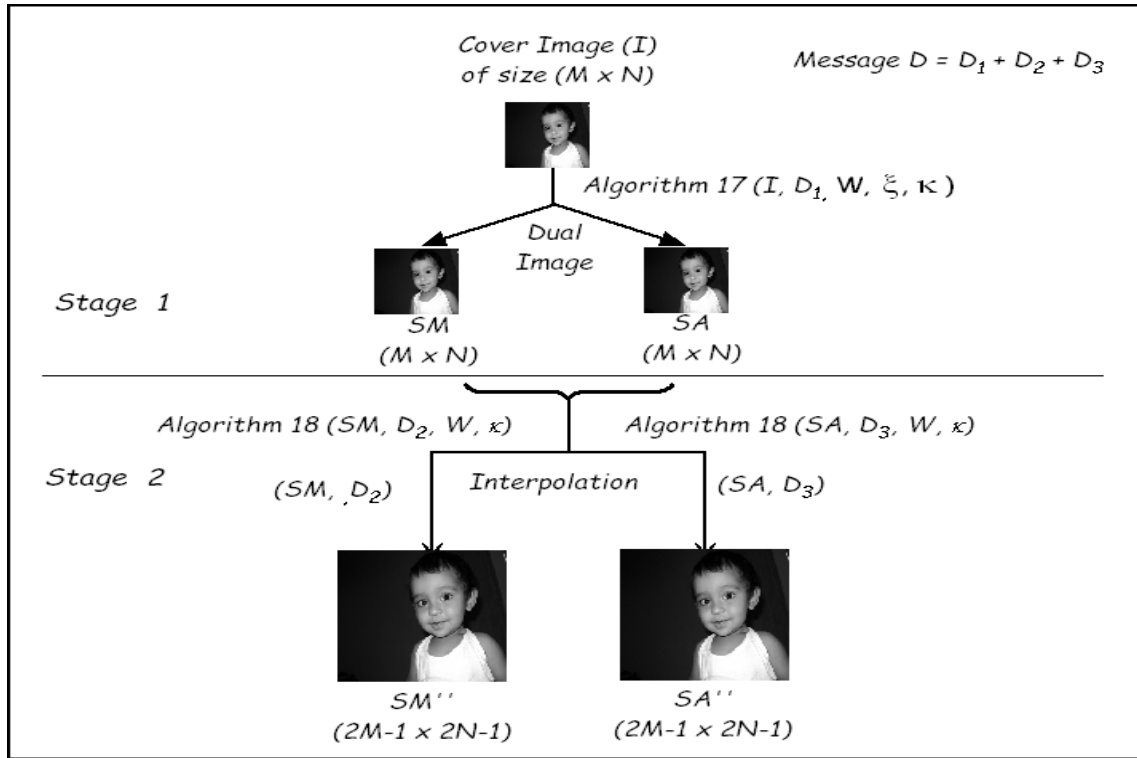 Cover Image (I)
of size (M x N)
Message D = D₁ + D₂ + D₃
Algorithm 17 (I, D₁, W, ξ, κ )
Dual
Image
SM
(M x N)
SA
(M x N)
Stage 1
Algorithm 18 (SM, D₂, W, κ)
Algorithm 18 (SA, D₃, W, κ)
Stage 2
(SM, D₂)
Interpolation
(SA, D₃)
SM''
(2M-1 x 2N-1)
SA''
(2M-1 x 2N-1)